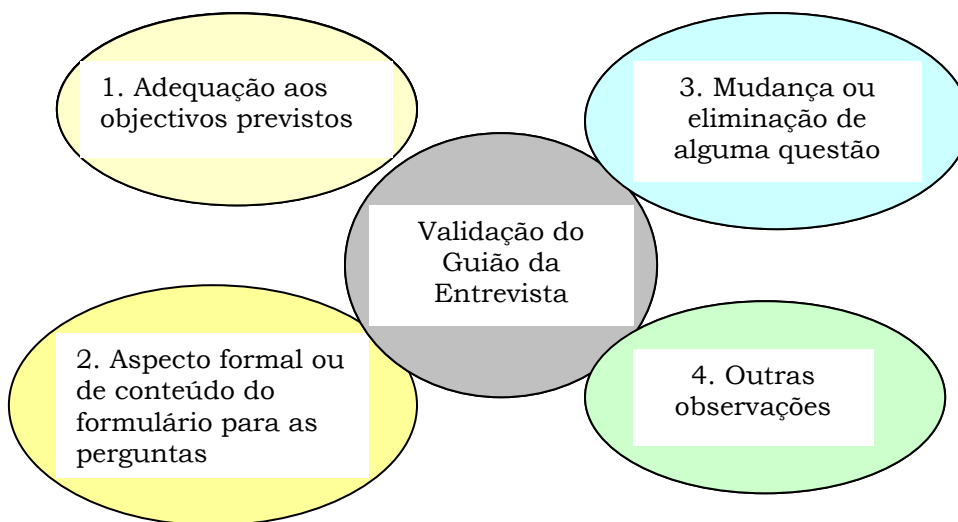 1. Adequação aos
objectivos previstos
3. Mudança ou
eliminação de
alguma questão
Validação do
Guião da
Entrevista
2. Aspecto formal ou
de conteúdo do
formulário para as
perguntas
4. Outras
observações